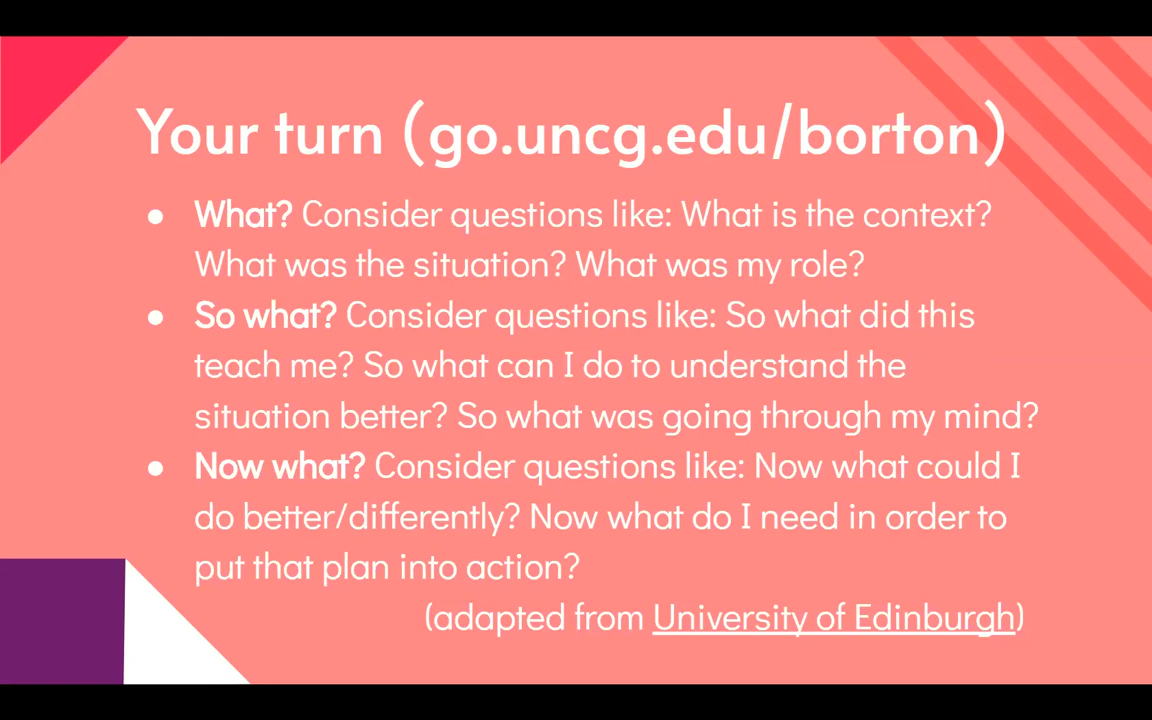 Your turn (go.uncg.edu/borton)
● What? Consider questions like: What is the context?
What was the situation? What was my role?
● So what? Consider questions like: So what did this
teach me? So what can I do to understand the
situation better? So what was going through my mind?
● Now what? Consider questions like: Now what could I
do better/differently? Now what do I need in order to
put that plan into action?
(adapted from University of Edinburgh)